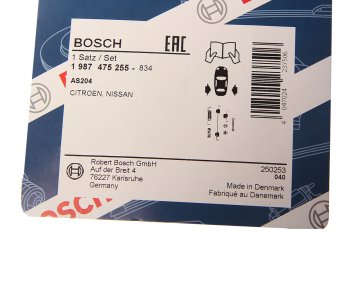 BOSCH
EAC
1 Satz / Set
1 987 475 255 - 834
AS204
CITROEN, NISSAN
Robert Bosch GmbH
Auf der Breit 4
76227 Karlsruhe
Germany
250253
040
Made in Denmark
Fabriqué au Danemark
BOSCH